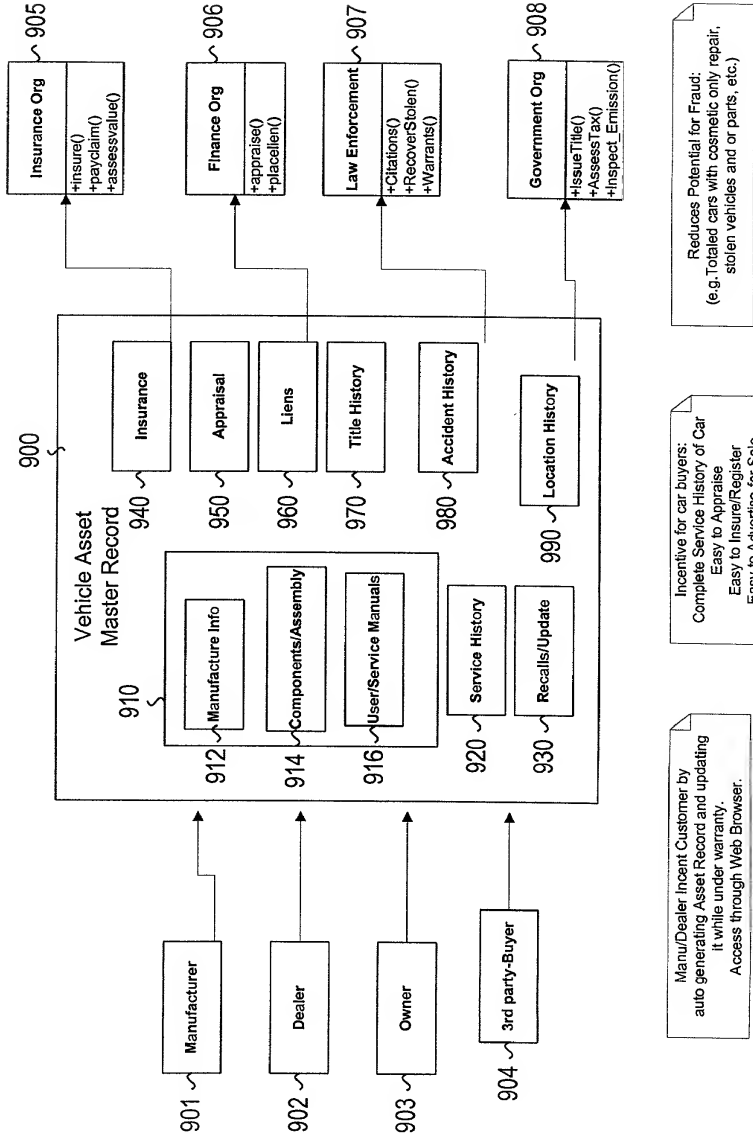 900
Vehicle Asset
Master Record
901
Manufacturer
902
Dealer
903
Owner
904
3rd party-Buyer
910
912
Manufacture Info
914
Components/Assembly
916
User/Service Manuals
920
Service History
930
Recalls/Update
940
Insurance
950
Appraisal
960
Liens
970
Title History
980
Accident History
990
Location History
905
Insurance Org
+insure()
+payclaim()
+assessvalue()
906
Finance Org
+appraise()
+placelien()
907
Law Enforcement
+Citations()
+RecoverStolen()
+Warrants()
908
Government Org
+IssueTitle()
+AssessTax()
+Inspect_Emission()
Manu/Dealer Incent Customer by
auto generating Asset Record and updating
it while under warranty.
Access through Web Browser.
Incentive for car buyers:
Complete Service History of Car
Easy to Appraise
Easy to Insure/Register
Easy to Advertise for Sale
Reduces Potential for Fraud:
(e.g.Totaled cars with cosmetic only repair,
stolen vehicles and or parts, etc.)